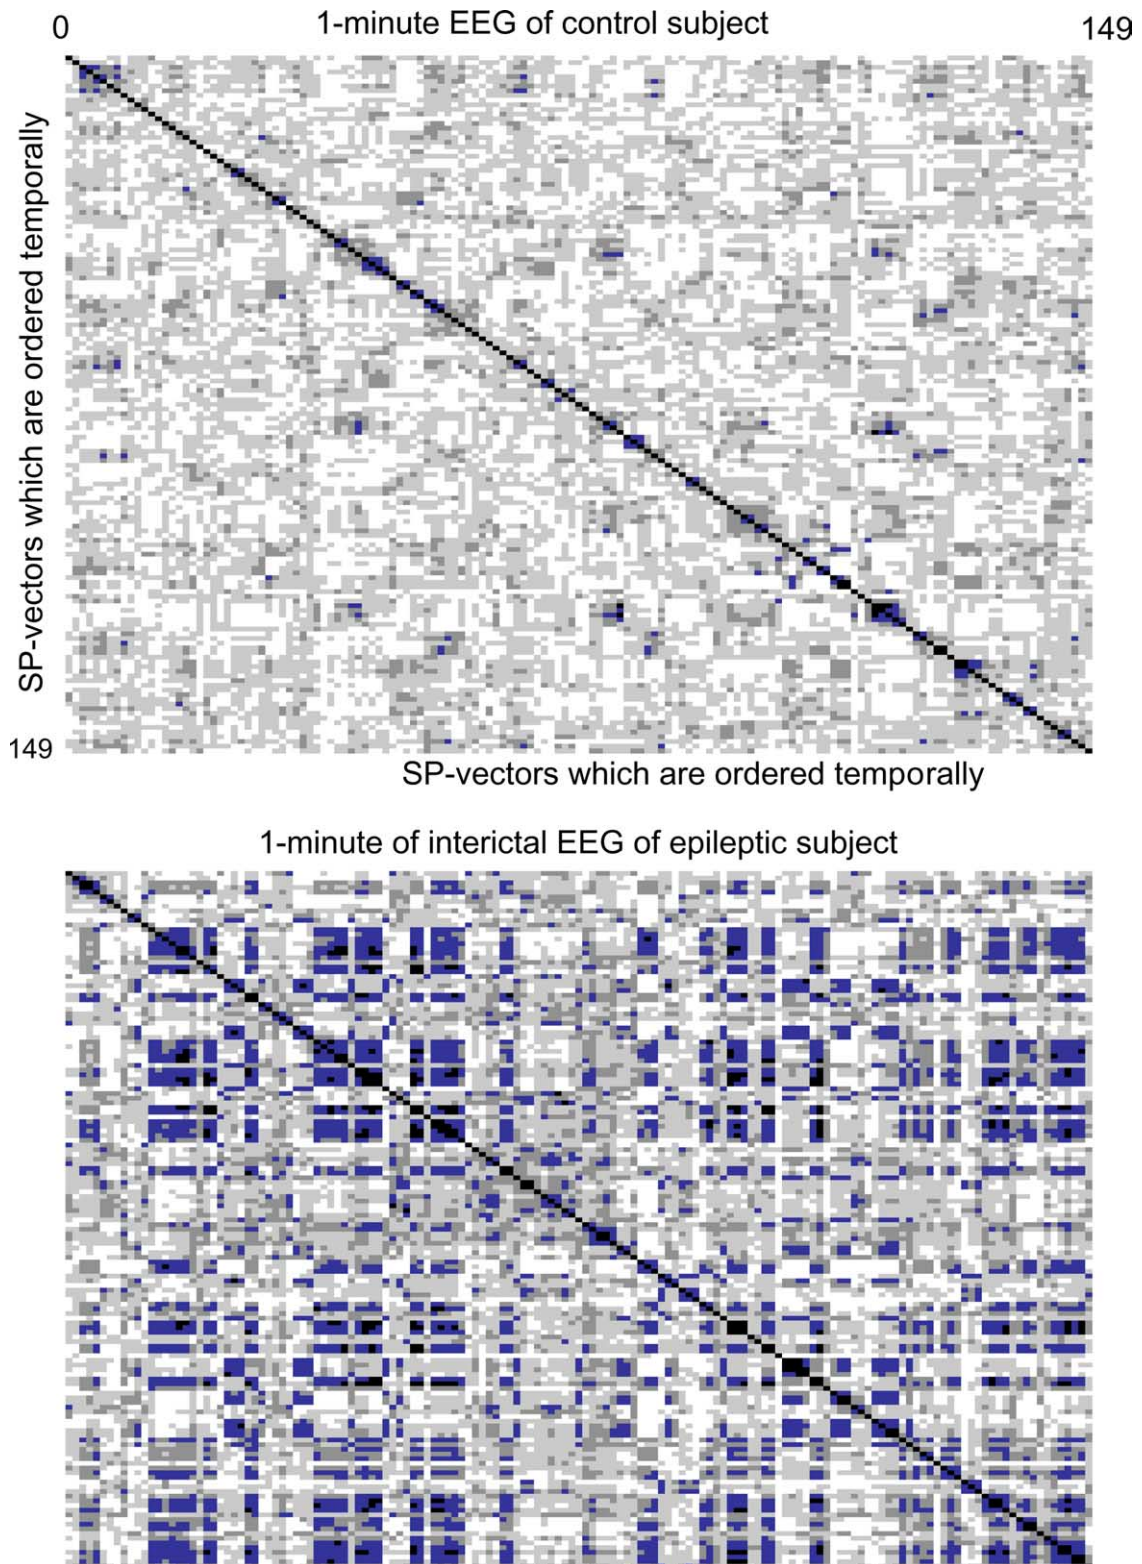 0 1-minute EEG of control subject 149
SP-vectors which are ordered temporally
149
SP-vectors which are ordered temporally
1-minute of interictal EEG of epileptic subject